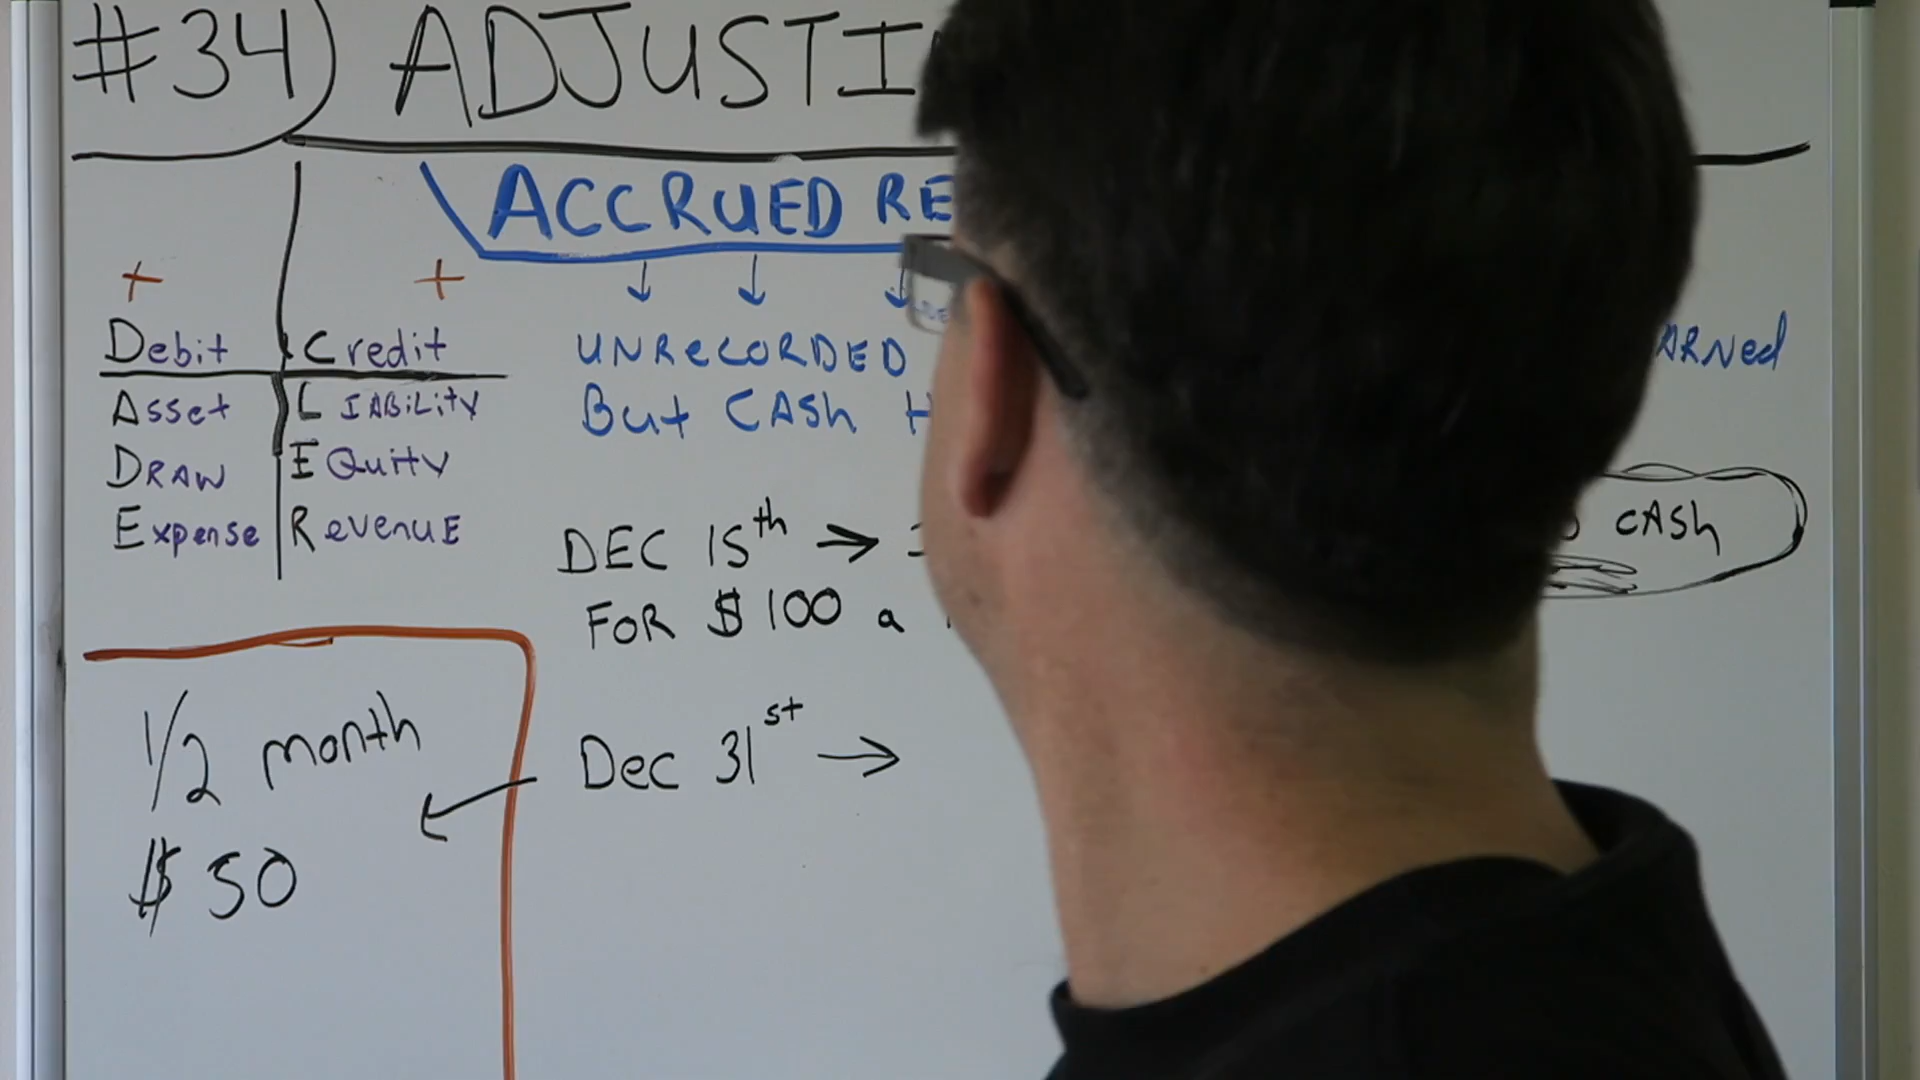 #34) ADJUSTI
ACCRUED RE
+ +
Debit Credit
Asset LIABiLity
DRAW EQuity
Expense RevenuE
UNReCORDED ARNed
But CASh H
DEC 15th → CASh
FOR $100 a
1/2 month
$50
Dec 31st →